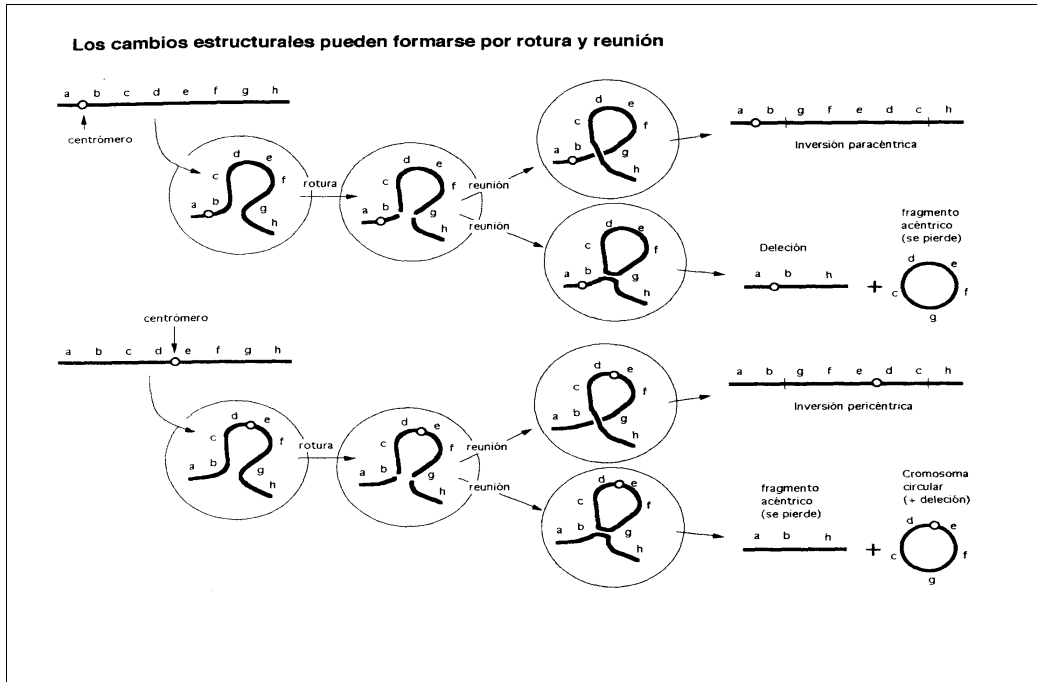 Los cambios estructurales pueden formarse por rotura y reunión
a b c d e f g h
centrómero
a b c d e f g h
rotura
a b c d e f g h
reunión
reunión
a b c d e f g h
a b g f e d c h
Inversión paracéntrica
a b c d e f g h
Deleción
a b h
+
fragmento
acéntrico
(se pierde)
d e
c f
g
centrómero
a b c d e f g h
a b c d e f g h
rotura
a b c d e f g h
reunión
reunión
a b c d e f g h
a b g f e d c h
Inversión pericéntrica
a b c d e f g h
fragmento
acéntrico
(se pierde)
a b h
+
Cromosoma
circular
(+ deleción)
d e
c f
g